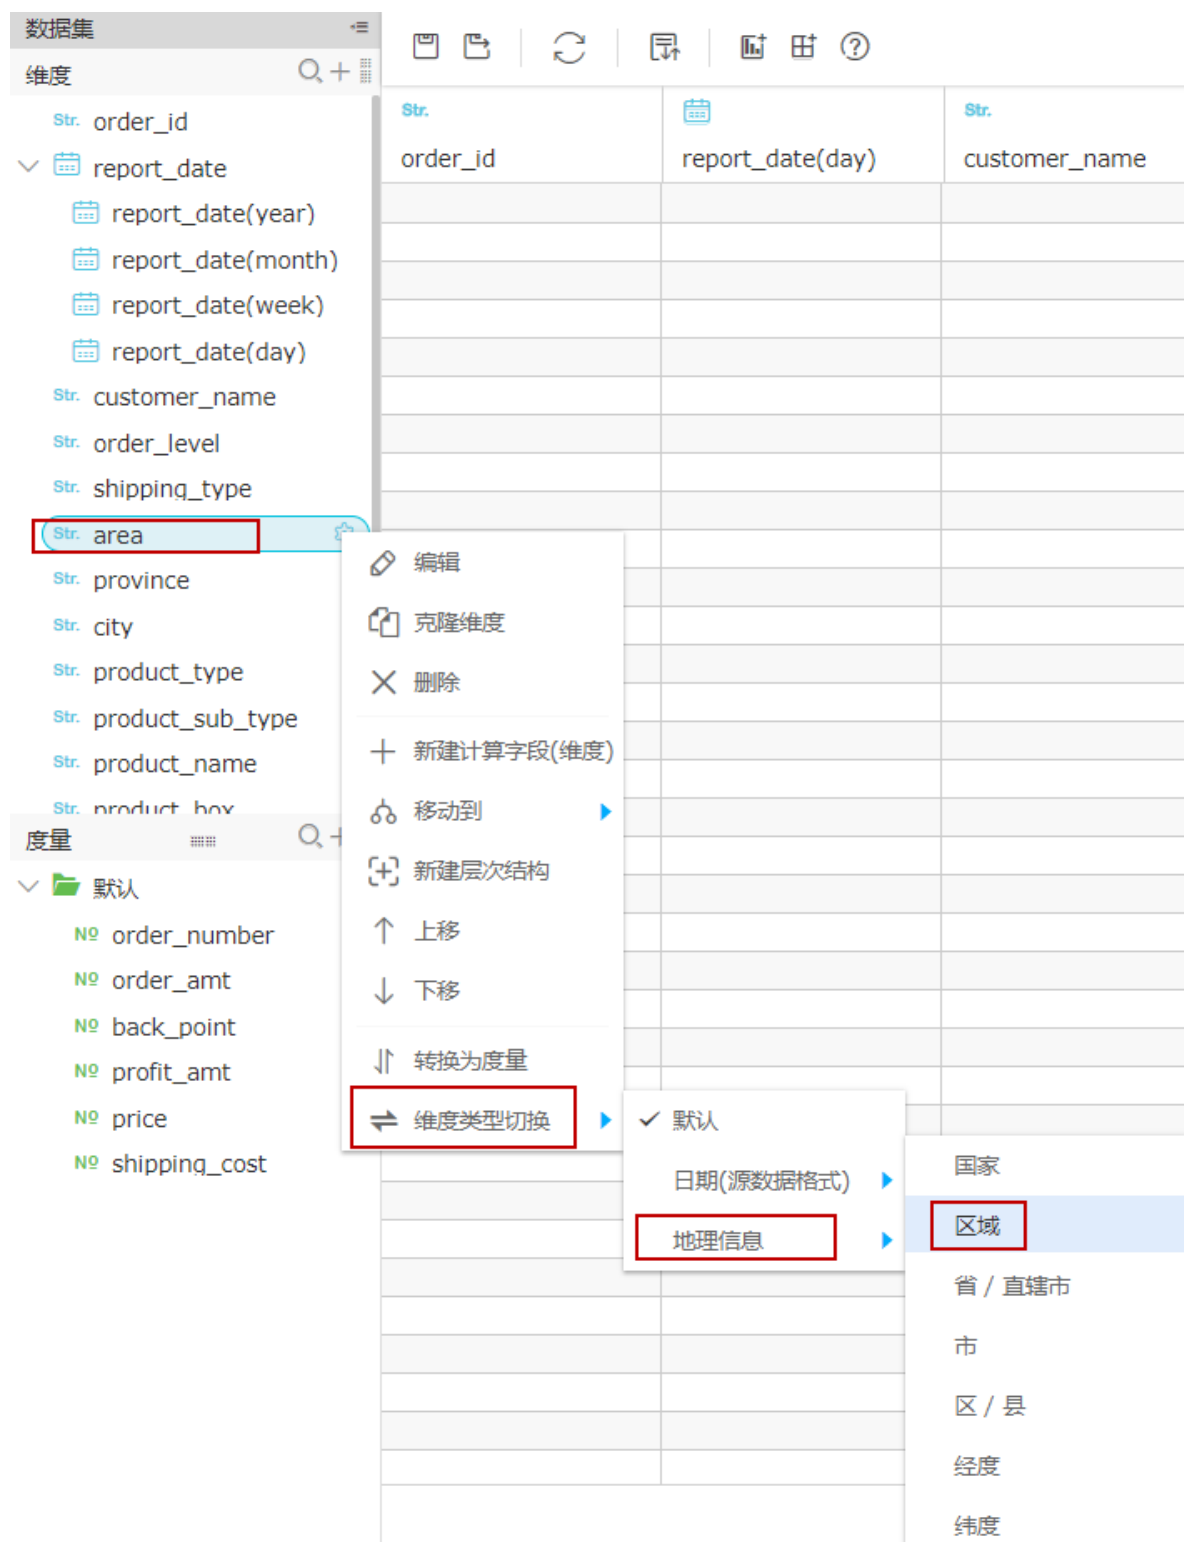 数据集
维度
Str. order_id
report_date
report_date(year)
report_date(month)
report_date(week)
report_date(day)
Str. customer_name
Str. order_level
Str. shipping_type
Str. area
Str. province
Str. city
Str. product_type
Str. product_sub_type
Str. product_name
Str. product_box
度量
默认
Nº order_number
Nº order_amt
Nº back_point
Nº profit_amt
Nº price
Nº shipping_cost
Str.
order_id
report_date(day)
Str.
customer_name
编辑
克隆维度
删除
新建计算字段(维度)
移动到
新建层次结构
上移
下移
转换为度量
维度类型切换
默认
日期(源数据格式)
地理信息
国家
区域
省 / 直辖市
市
区 / 县
经度
纬度